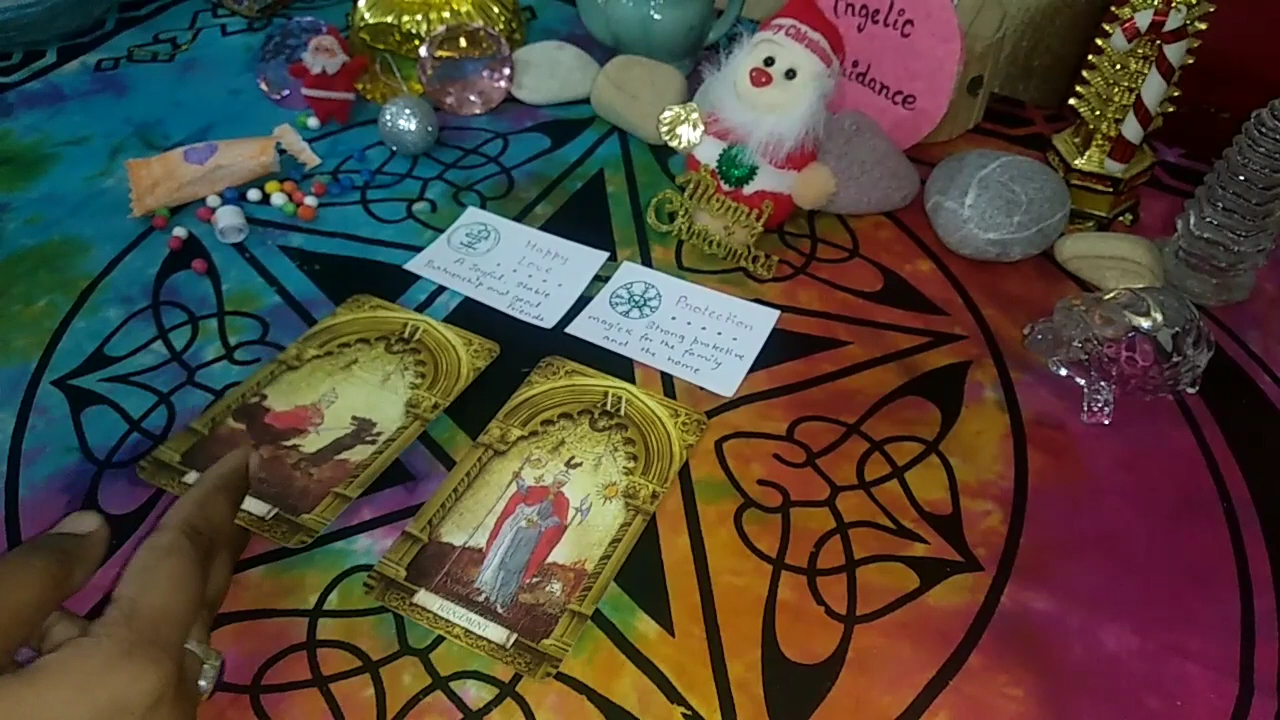 Angelic
Guidance
Merry Christmas
Happy
Love
A Joyful, stable
Partnership and good
friends
Protection
Strong protective
magick for the family
and the home
JUDGEMENT